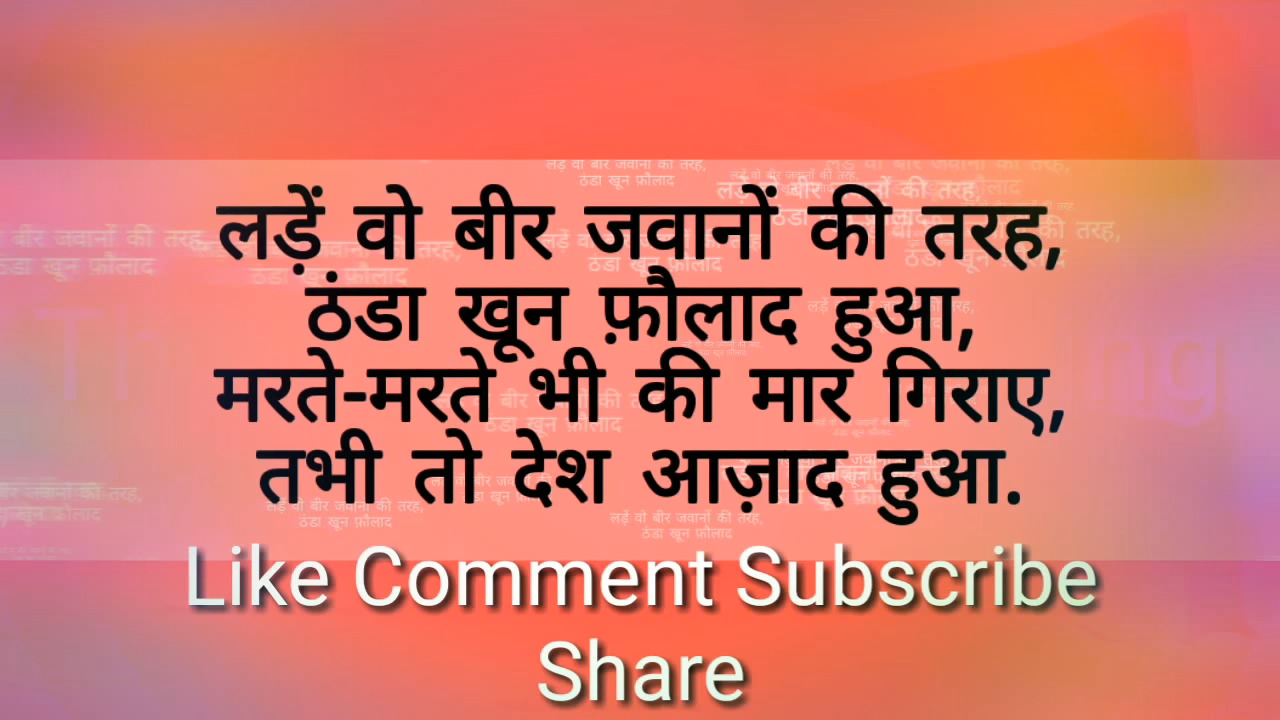 लड़ें वो बीर जवानों की तरह,
ठंडा खून फ़ौलाद हुआ,
मरते-मरते भी की मार गिराए,
तभी तो देश आज़ाद हुआ.
Like Comment Subscribe
Share